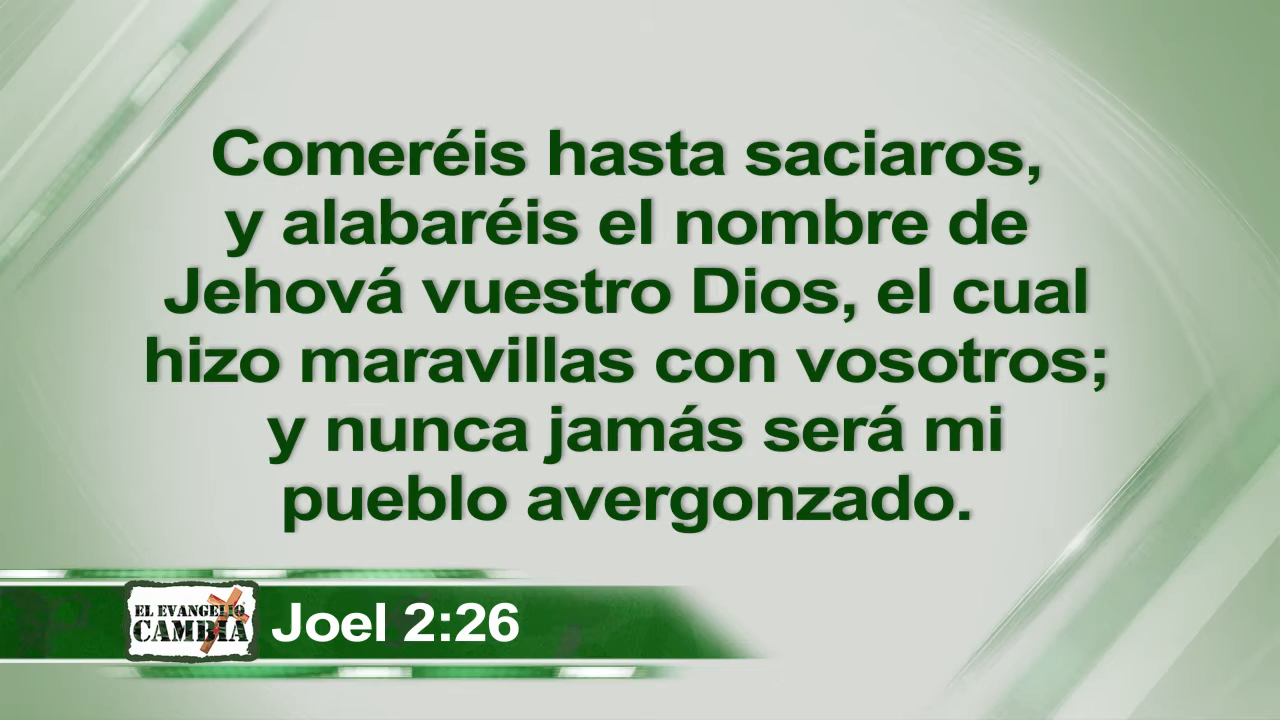 Comeréis hasta saciaros,
y alabaréis el nombre de
Jehová vuestro Dios, el cual
hizo maravillas con vosotros;
y nunca jamás será mi
pueblo avergonzado.
EL EVANGELIO
CAMBIA
Joel 2:26